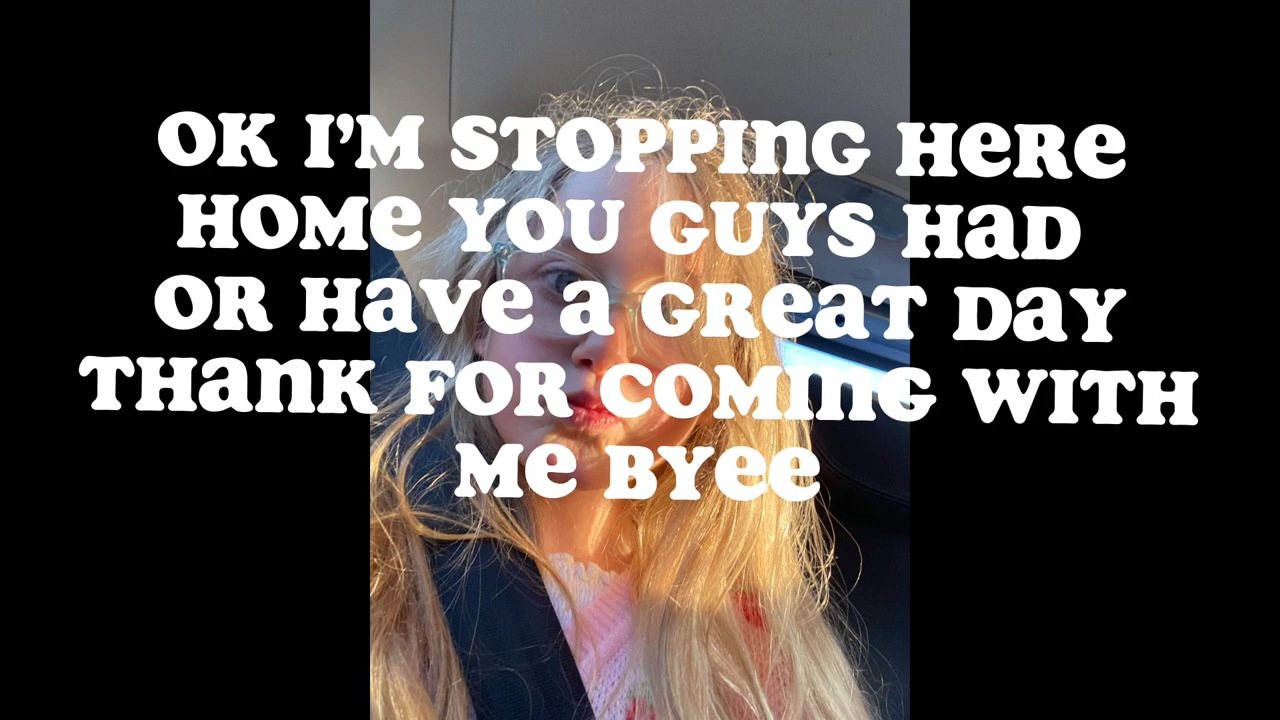 OK I'M STOPPING HERE
HOME YOU GUYS HAD
OR HAVE A GREAT DAY
THANK FOR COMING WITH
ME BYEE